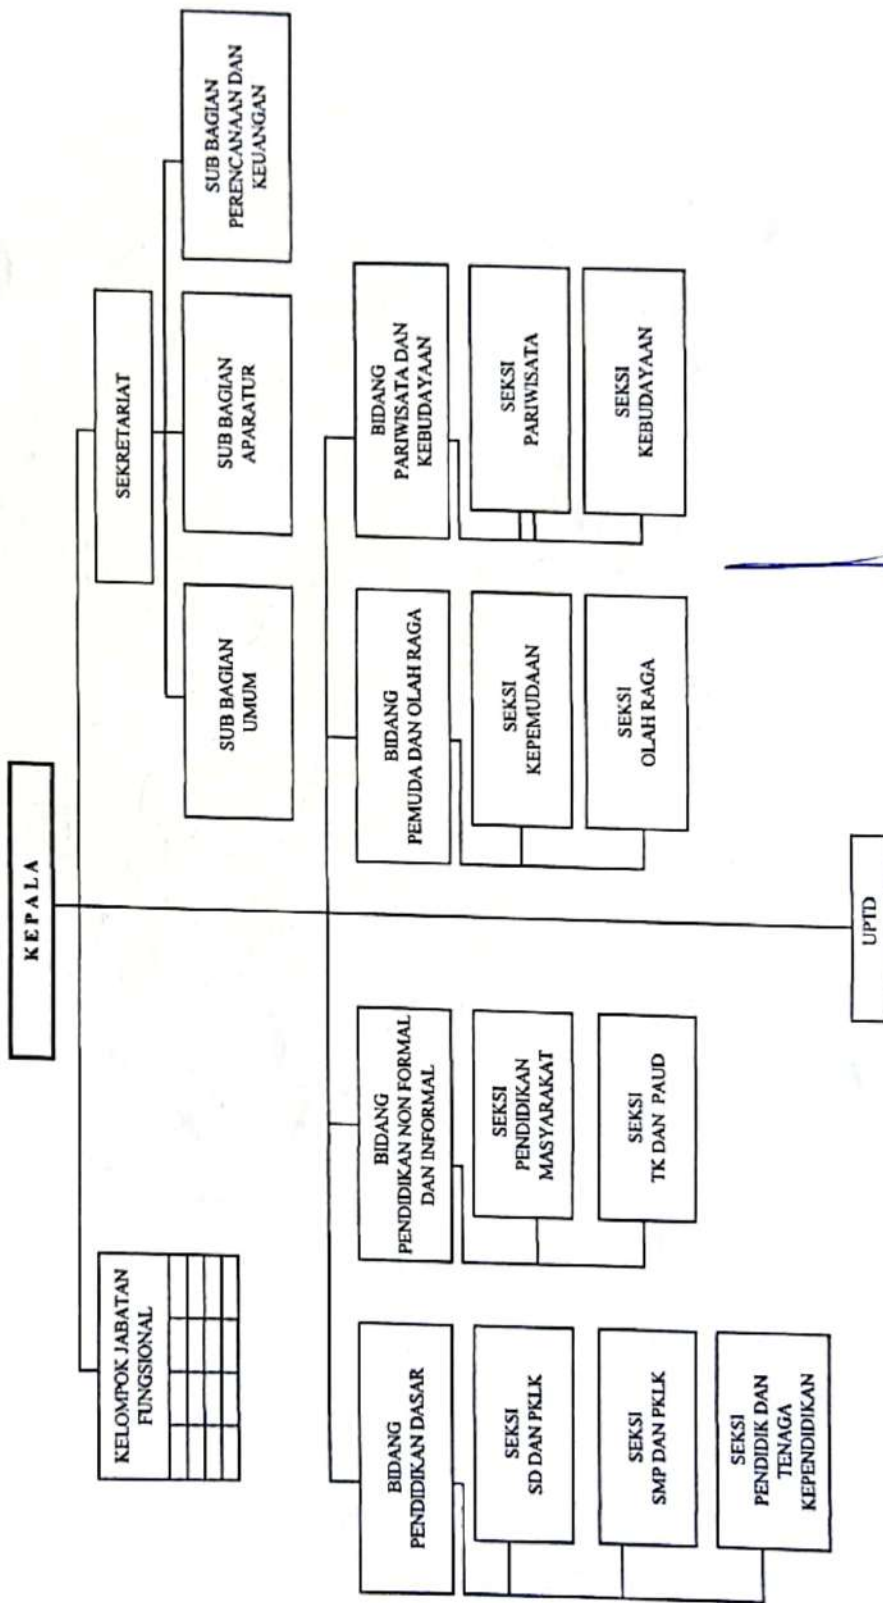 KEPALA
KELOMPOK JABATAN
FUNGSIONAL
SEKRETARIAT
SUB BAGIAN
UMUM
SUB BAGIAN
APARATUR
SUB BAGIAN
PERENCANAAN DAN
KEUANGAN
BIDANG
PENDIDIKAN DASAR
SEKSI
SD DAN PKLK
SEKSI
SMP DAN PKLK
SEKSI
PENDIDIK DAN
TENAGA
KEPENDIDIKAN
BIDANG
PENDIDIKAN NON FORMAL
DAN INFORMAL
SEKSI
PENDIDIKAN
MASYARAKAT
SEKSI
TK DAN PAUD
BIDANG
PEMUDA DAN OLAH RAGA
SEKSI
KEPEMUDAAN
SEKSI
OLAH RAGA
BIDANG
PARIWISATA DAN
KEBUDAYAAN
SEKSI
PARIWISATA
SEKSI
KEBUDAYAAN
UPTD